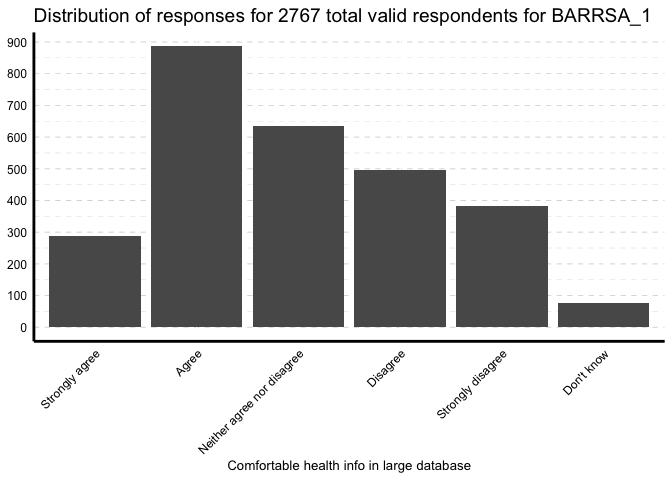 Distribution of responses for 2767 total valid respondents for BARRSA_1
900
800
700
600
500
400
300
200
100
0
Strongly agree
Agree
Neither agree nor disagree
Disagree
Strongly disagree
Don't know
Comfortable health info in large database